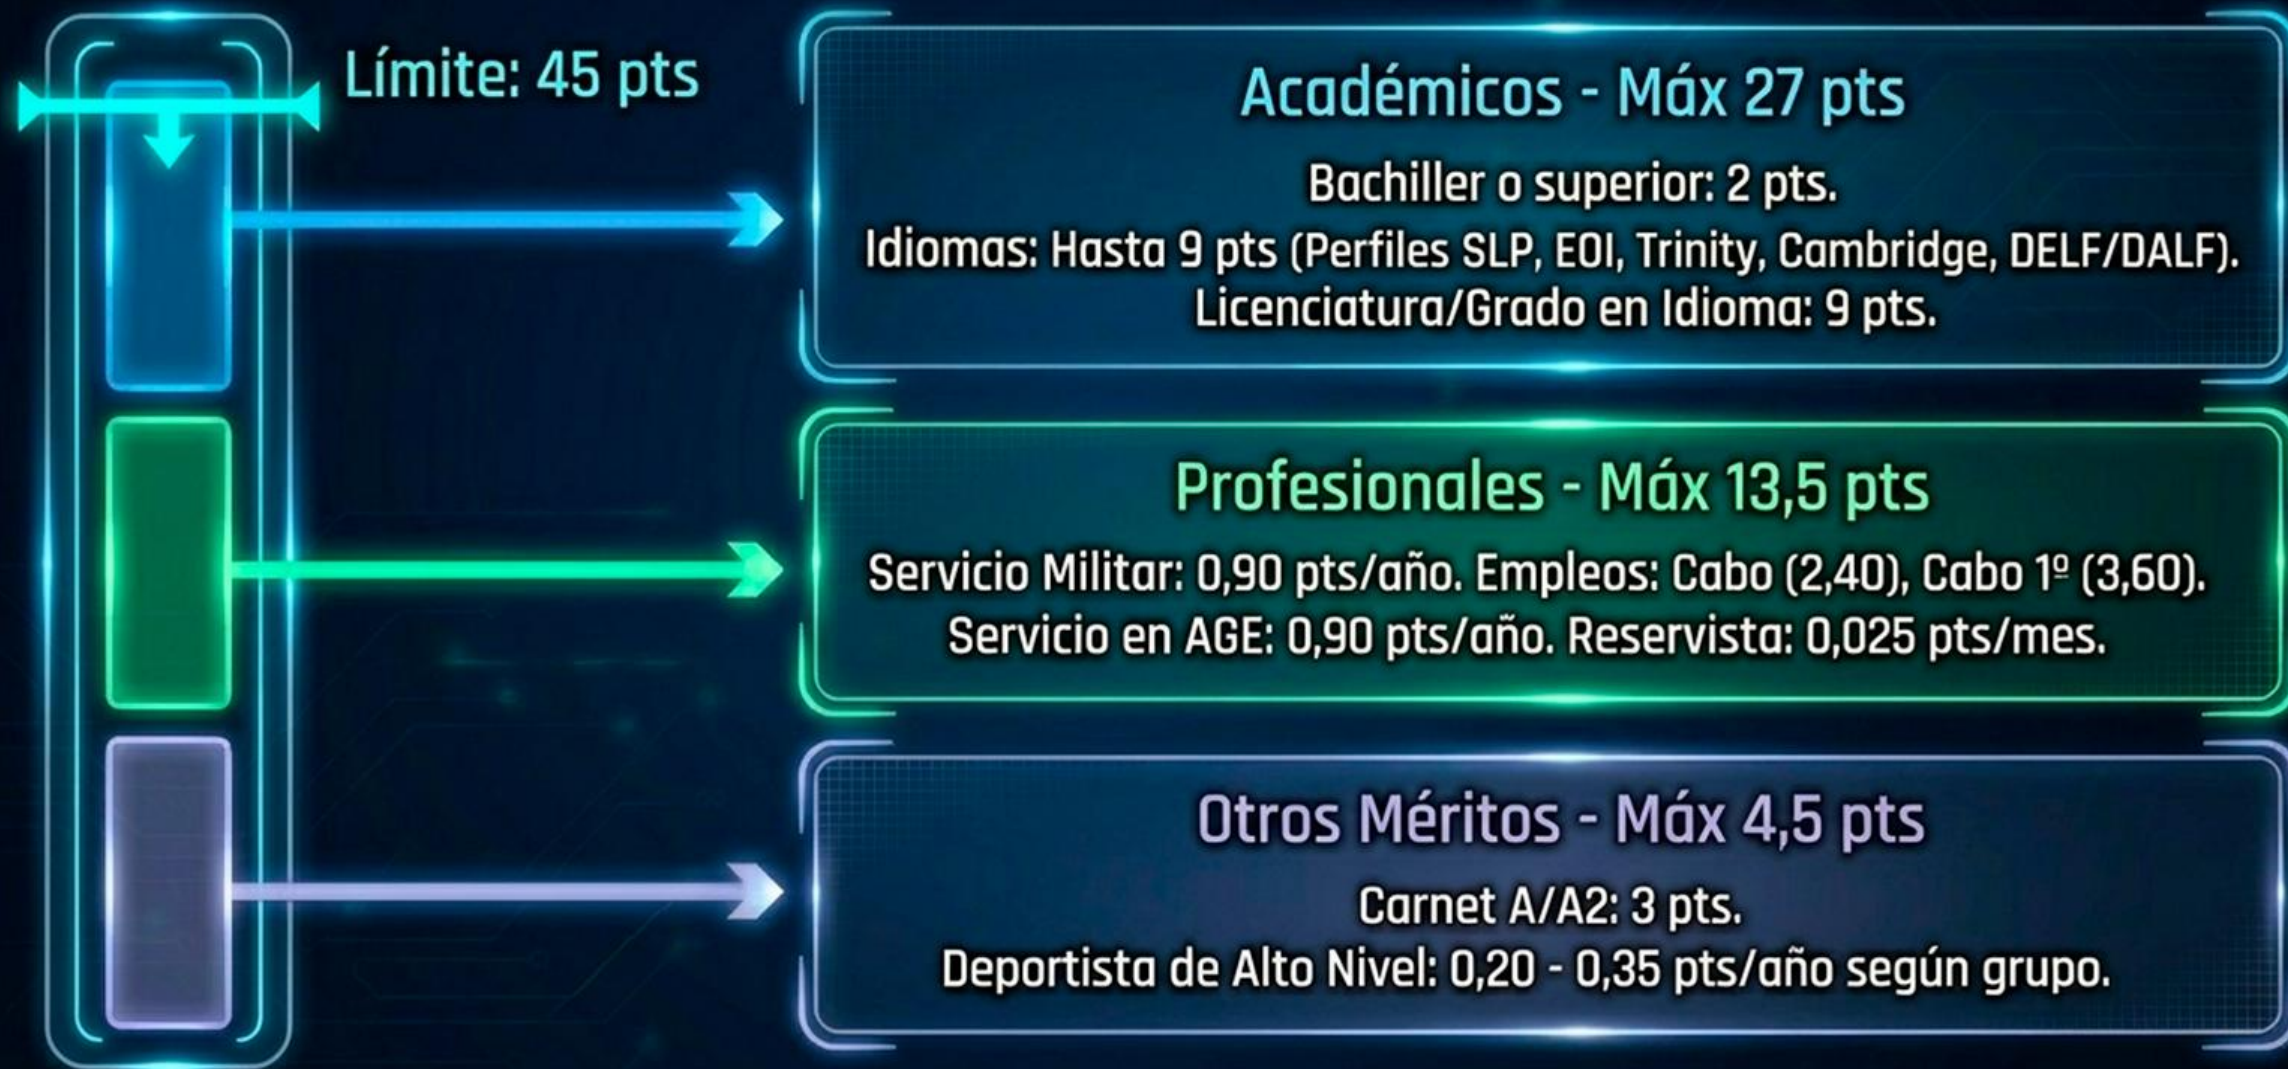 Límite: 45 pts
Académicos - Máx 27 pts
Bachiller o superior: 2 pts.
Idiomas: Hasta 9 pts (Perfiles SLP, EOI, Trinity, Cambridge, DELF/DALF).
Licenciatura/Grado en Idioma: 9 pts.
Profesionales - Máx 13,5 pts
Servicio Militar: 0,90 pts/año. Empleos: Cabo (2,40), Cabo 1º (3,60).
Servicio en AGE: 0,90 pts/año. Reservista: 0,025 pts/mes.
Otros Méritos - Máx 4,5 pts
Carnet A/A2: 3 pts.
Deportista de Alto Nivel: 0,20 - 0,35 pts/año según grupo.